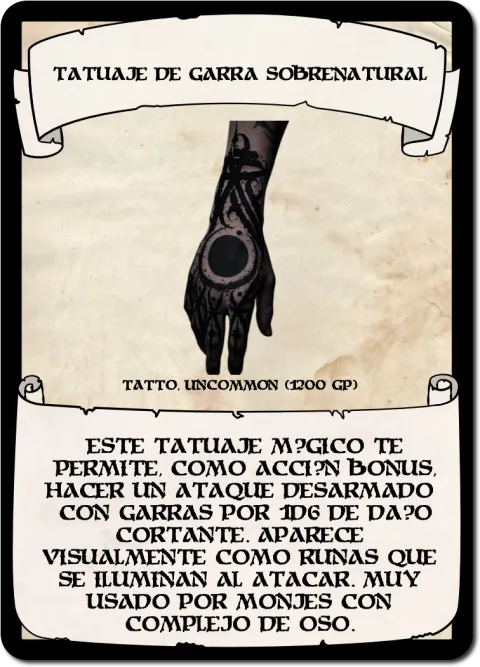 TATUAJE DE GARRA SOBRENATURAL
TATTO, UNCOMMON (1200 GP)
ESTE TATUAJE M?GICO TE
PERMITE, COMO ACCI?N BONUS,
HACER UN ATAQUE DESARMADO
CON GARRAS POR 1D6 DE DA?O
CORTANTE. APARECE
VISUALMENTE COMO RUNAS QUE
SE ILUMINAN AL ATACAR. MUY
USADO POR MONJES CON
COMPLEJO DE OSO.